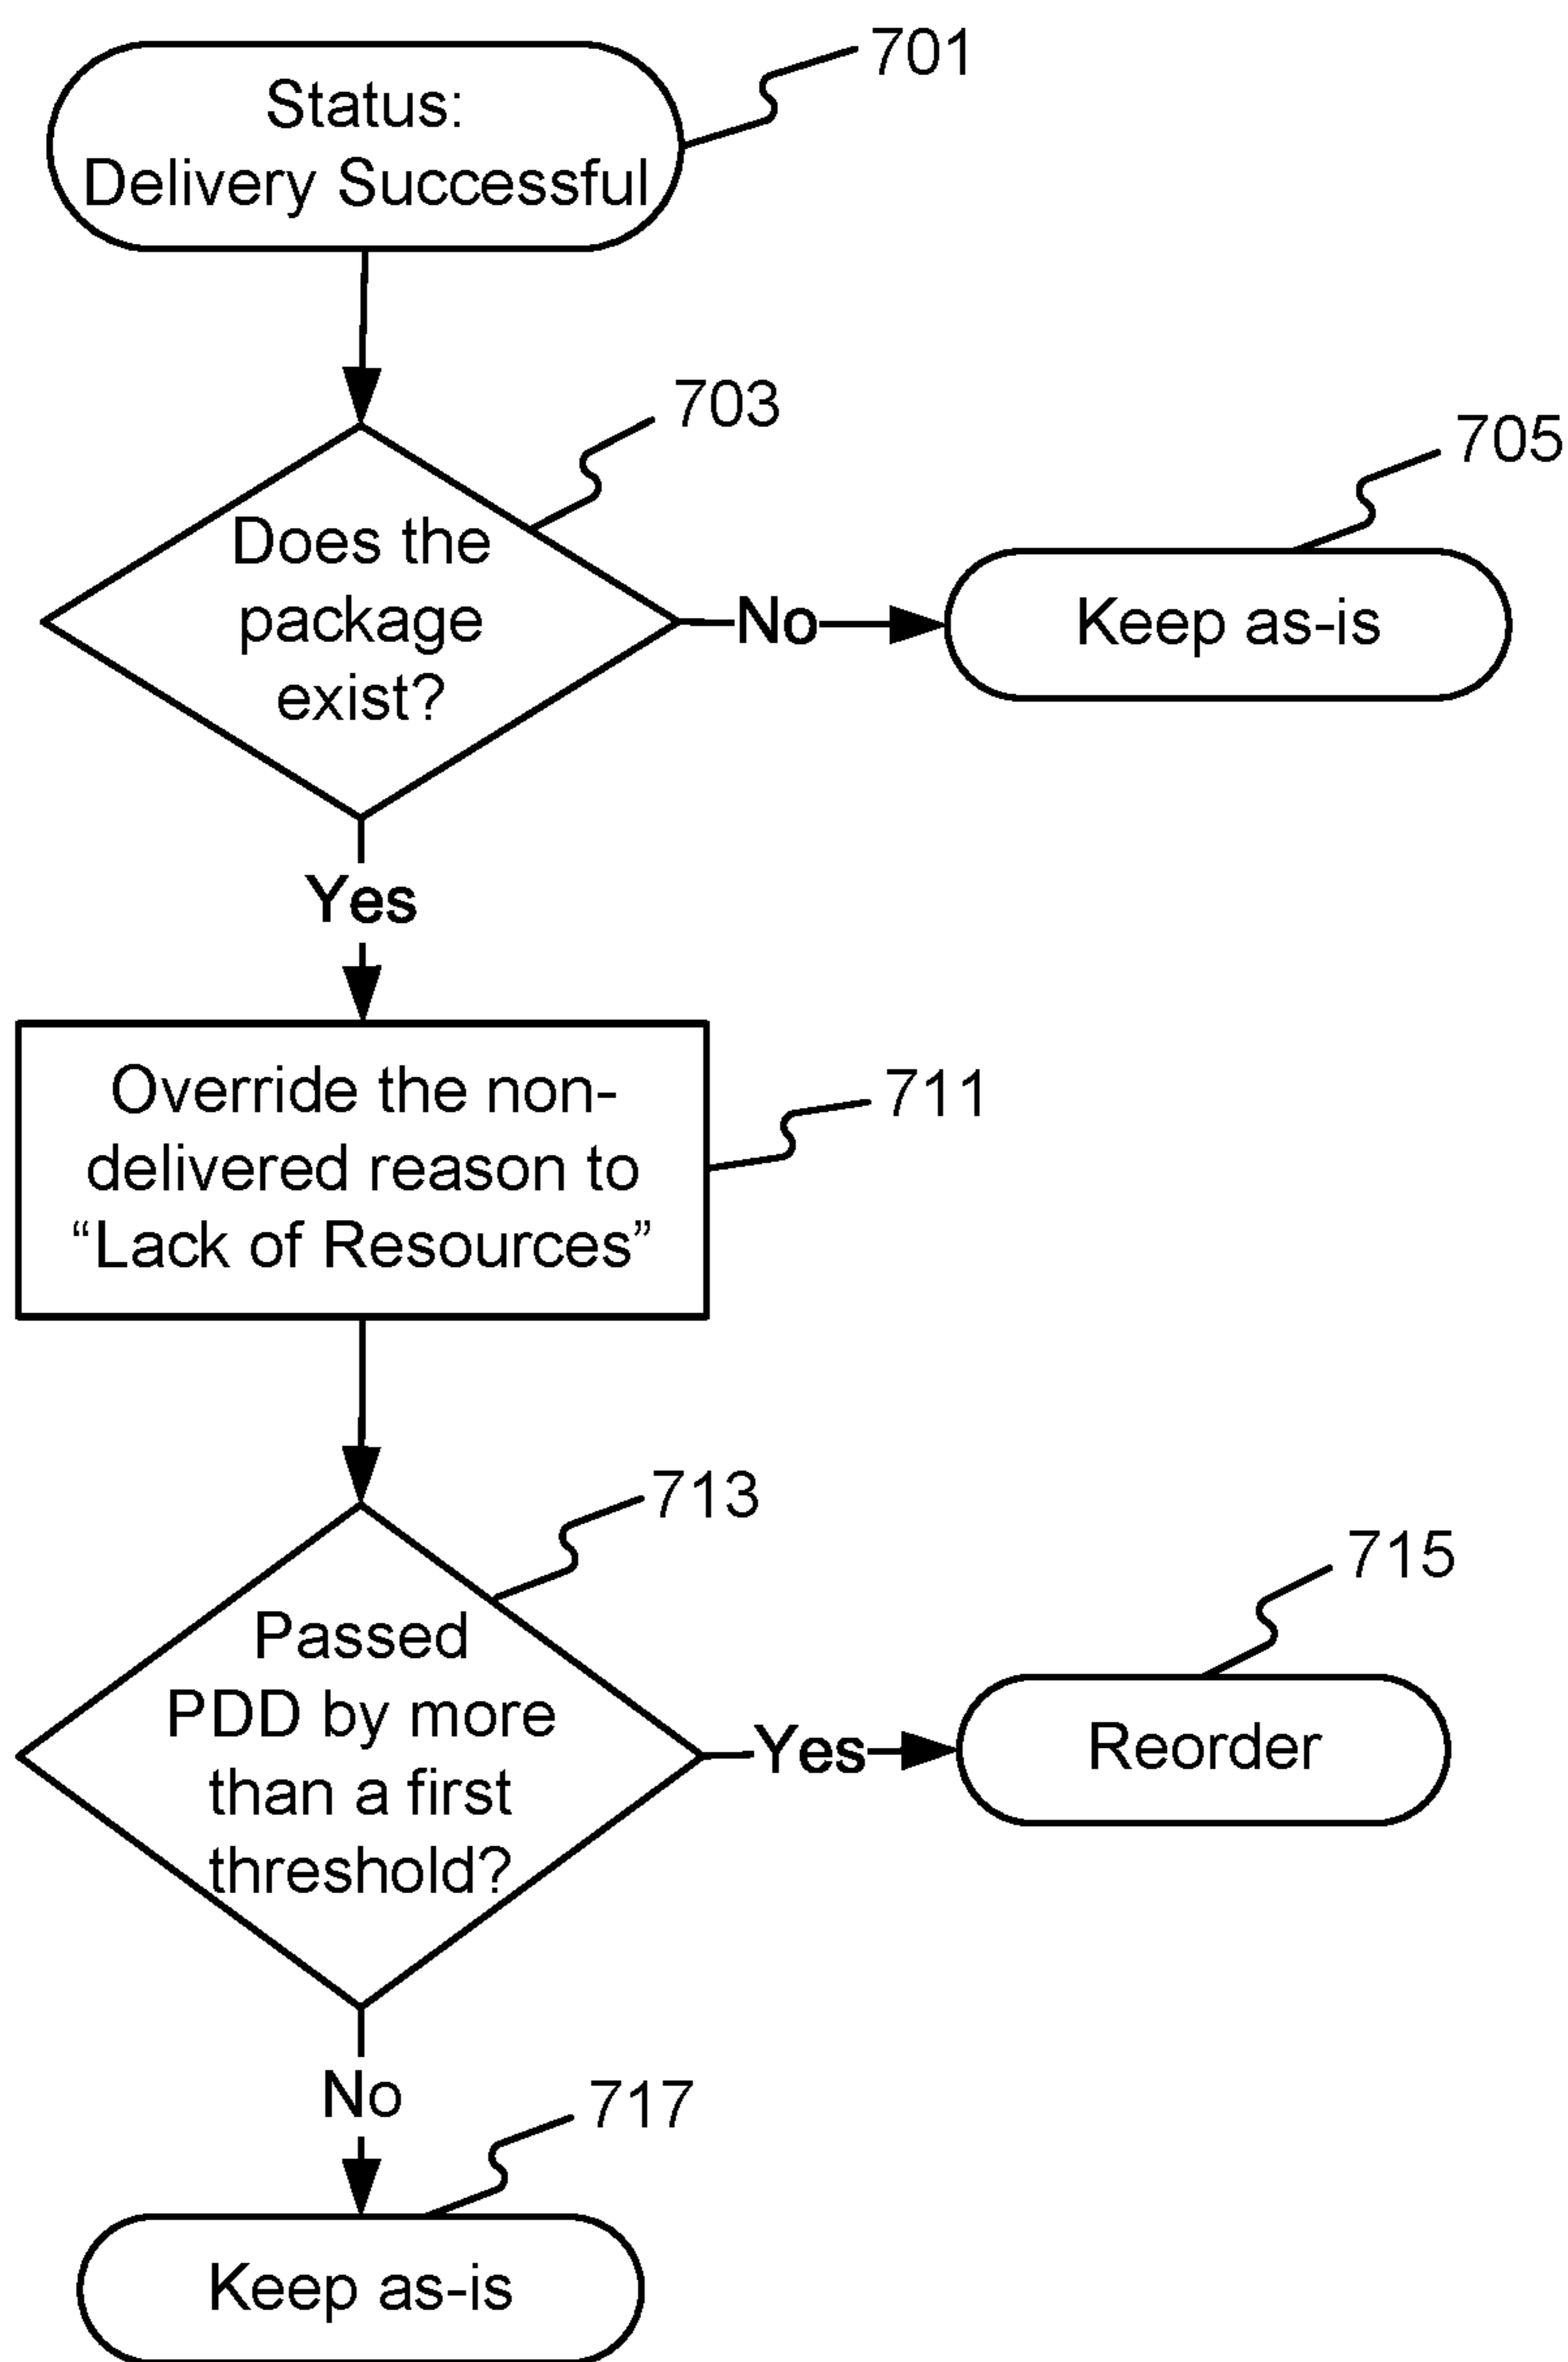 701
Status:
Delivery Successful
703
705
Does the
package
exist?
No
Keep as-is
Yes
Override the non-
delivered reason to
“Lack of Resources”
711
713
715
Passed
PDD by more
than a first
threshold?
Yes
Reorder
No
717
Keep as-is